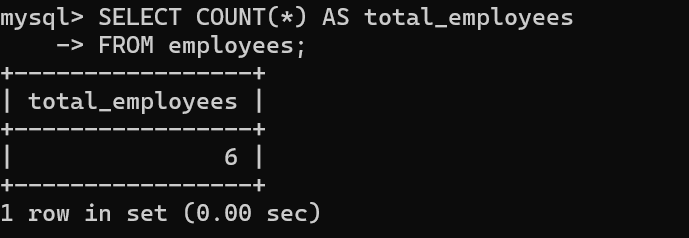 mysql> SELECT COUNT(*) AS total_employees
    -> FROM employees;
+-----------------+
| total_employees |
+-----------------+
|               6 |
+-----------------+
1 row in set (0.00 sec)